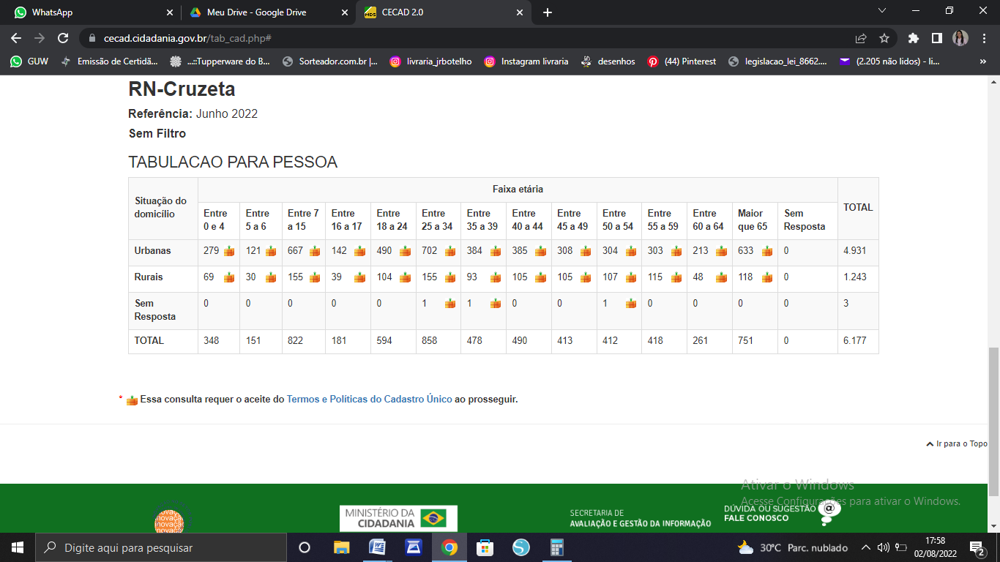 WhatsApp
Meu Drive - Google Drive
CECAD 2.0
cecad.cidadania.gov.br/tab_cad.php#
GUW
Emissão de Certidã...
...::Tupperware do B...
Sorteador.com.br |...
livraria_jrbotelho
Instagram livraria
desenhos
(44) Pinterest
legislacao_lei_8662....
(2.205 não lidos) - li...
RN-Cruzeta
Referência: Junho 2022
Sem Filtro
TABULACAO PARA PESSOA
Situação do domicílio Faixa etária TOTAL
Entre 0 e 4 Entre 5 a 6 Entre 7 a 15 Entre 16 a 17 Entre 18 a 24 Entre 25 a 34 Entre 35 a 39 Entre 40 a 44 Entre 45 a 49 Entre 50 a 54 Entre 55 a 59 Entre 60 a 64 Maior que 65 Sem Resposta
Urbanas 279 121 667 142 490 702 384 385 308 304 303 213 633 0 4.931
Rurais 69 30 155 39 104 155 93 105 105 107 115 48 118 0 1.243
Sem Resposta 0 0 0 0 0 1 1 0 0 1 0 0 0 0 3
TOTAL 348 151 822 181 594 858 478 490 413 412 418 261 751 0 6.177
* Essa consulta requer o aceite do Termos e Políticas do Cadastro Único ao prosseguir.
Ir para o Topo
Ativar o Windows
Acesse Configurações para ativar o Windows.
inovação
inovação
MINISTÉRIO DA
CIDADANIA
SECRETARIA DE
AVALIAÇÃO E GESTÃO DA INFORMAÇÃO
DÚVIDA OU SUGESTÃO
FALE CONOSCO
@
Digite aqui para pesquisar
30°C Parc. nublado
17:58
02/08/2022
2